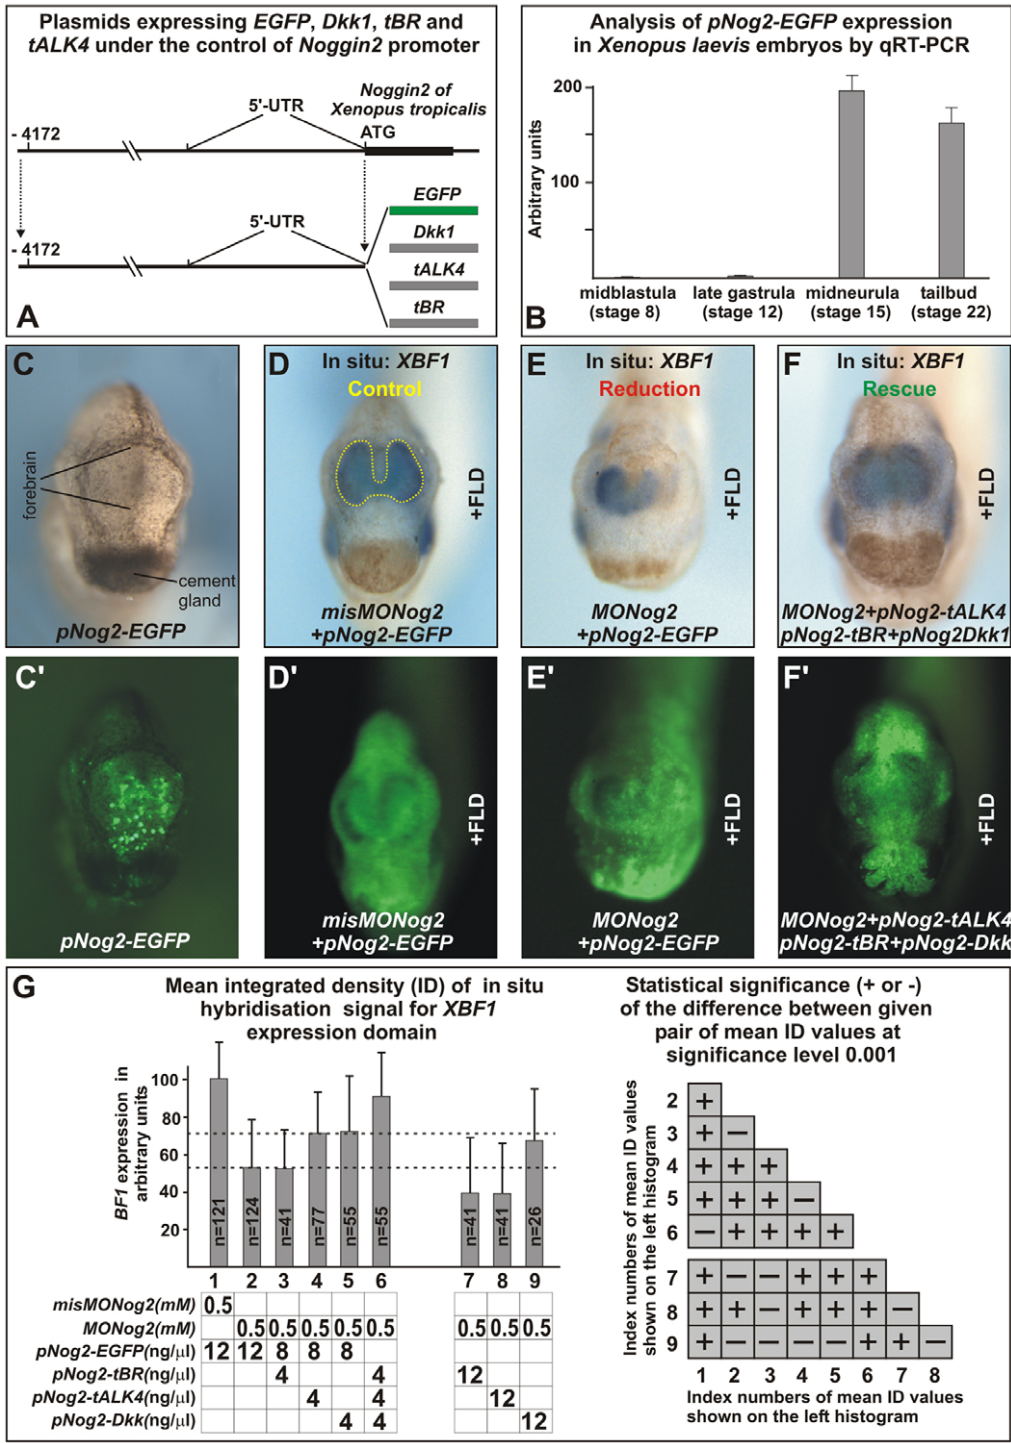 Plasmids expressing EGFP, Dkk1, tBR and
tALK4 under the control of Noggin2 promoter
Noggin2 of
Xenopus tropicalis
5'-UTR
ATG
- 4172
EGFP
5'-UTR
Dkk1
- 4172
tALK4
tBR
A
Analysis of pNog2-EGFP expression
in Xenopus laevis embryos by qRT-PCR
Arbitrary units
200
100
midblastula
(stage 8)
late gastrula
(stage 12)
midneurula
(stage 15)
tailbud
(stage 22)
B
C
forebrain
cement
gland
pNog2-EGFP
D
In situ: XBF1
Control
+FLD
misMONog2
+pNog2-EGFP
E
In situ: XBF1
Reduction
+FLD
MONog2
+pNog2-EGFP
F
In situ: XBF1
Rescue
+FLD
MONog2+pNog2-tALK4
pNog2-tBR+pNog2Dkk1
C'
pNog2-EGFP
D'
+FLD
misMONog2
+pNog2-EGFP
E'
+FLD
MONog2
+pNog2-EGFP
F'
+FLD
MONog2+pNog2-tALK4
pNog2-tBR+pNog2-Dkk
G
Mean integrated density (ID) of in situ
hybridisation signal for XBF1
expression domain
BF1 expression in
arbitrary units
100
80
60
40
20
n=121
n=124
n=41
n=77
n=55
n=55
n=41
n=41
n=26
1 2 3 4 5 6 7 8 9
misMONog2(mM) 0.5
MONog2(mM) 0.5 0.5 0.5 0.5 0.5 0.5 0.5 0.5
pNog2-EGFP(ng/µl) 12 12 8 8 8
pNog2-tBR(ng/µl) 4 4 12
pNog2-tALK4(ng/µl) 4 4 12
pNog2-Dkk(ng/µl) 4 4 12
Statistical significance (+ or -)
of the difference between given
pair of mean ID values at
significance level 0.001
Index numbers of mean ID values
shown on the left histogram
2 +
3 + −
4 + + +
5 + + + −
6 − + + + +
7 + − − + + +
8 + + − + + + −
9 + − − − − + + −
1 2 3 4 5 6 7 8
Index numbers of mean ID values
shown on the left histogram